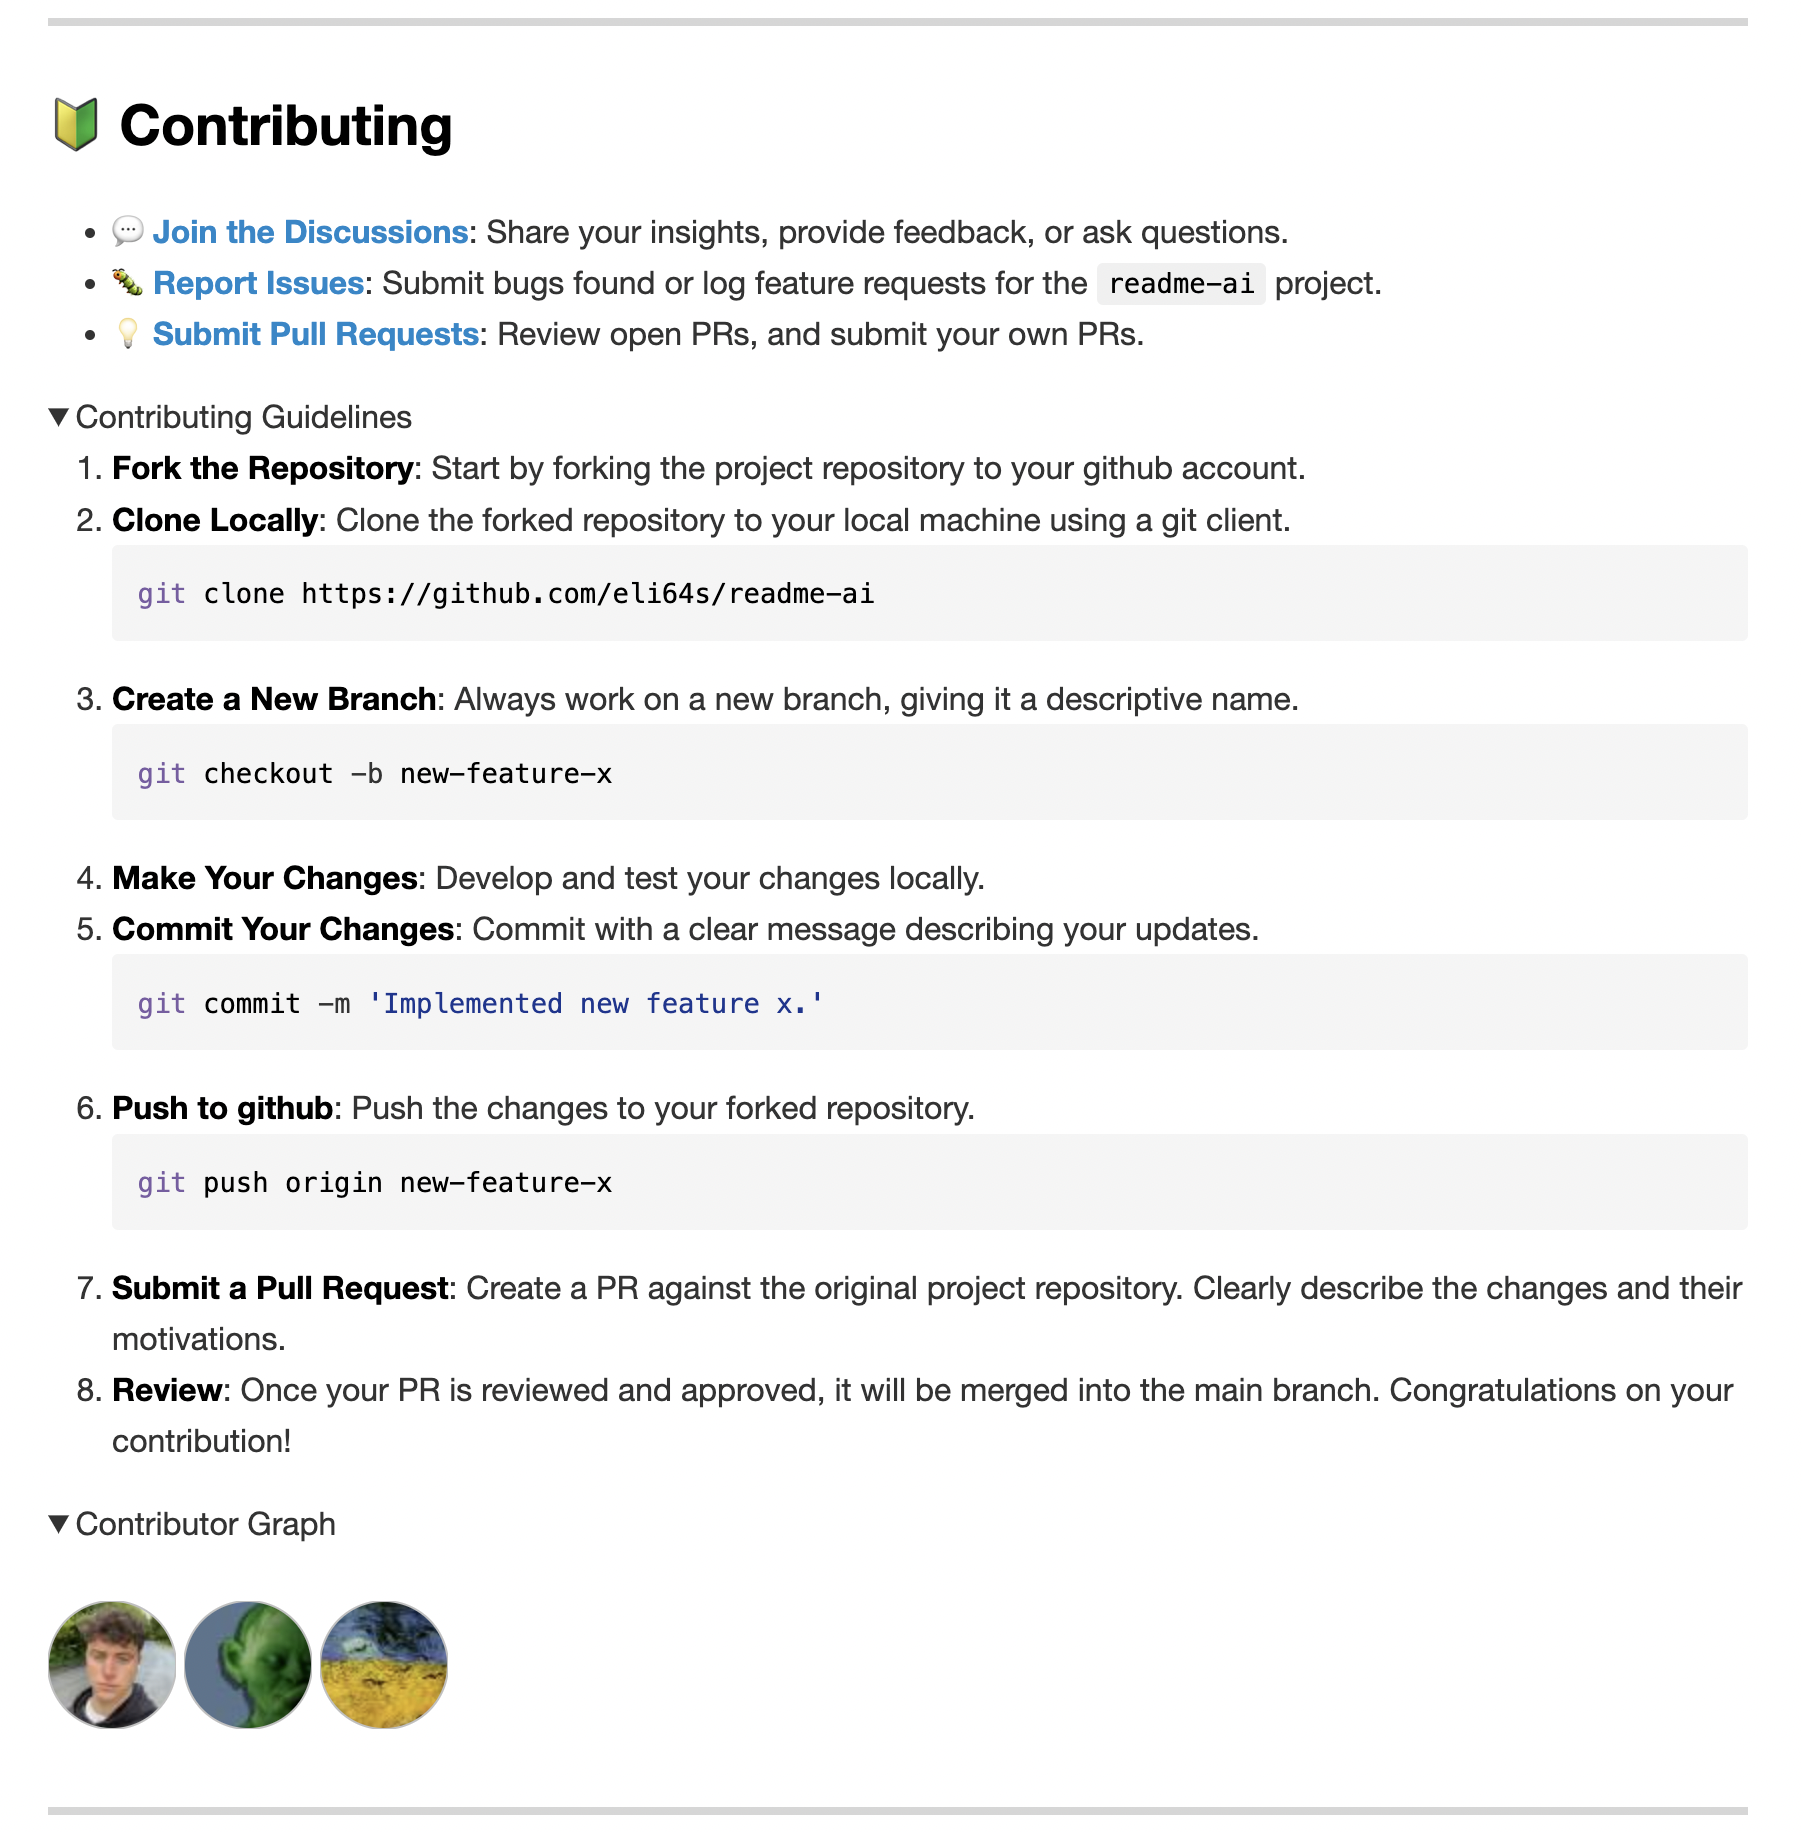 Contributing
Join the Discussions: Share your insights, provide feedback, or ask questions.
Report Issues: Submit bugs found or log feature requests for the readme-ai project.
Submit Pull Requests: Review open PRs, and submit your own PRs.
Contributing Guidelines
1. Fork the Repository: Start by forking the project repository to your github account.
2. Clone Locally: Clone the forked repository to your local machine using a git client.
git clone https://github.com/eli64s/readme-ai
3. Create a New Branch: Always work on a new branch, giving it a descriptive name.
git checkout -b new-feature-x
4. Make Your Changes: Develop and test your changes locally.
5. Commit Your Changes: Commit with a clear message describing your updates.
git commit -m 'Implemented new feature x.'
6. Push to github: Push the changes to your forked repository.
git push origin new-feature-x
7. Submit a Pull Request: Create a PR against the original project repository. Clearly describe the changes and their
motivations.
8. Review: Once your PR is reviewed and approved, it will be merged into the main branch. Congratulations on your
contribution!
Contributor Graph